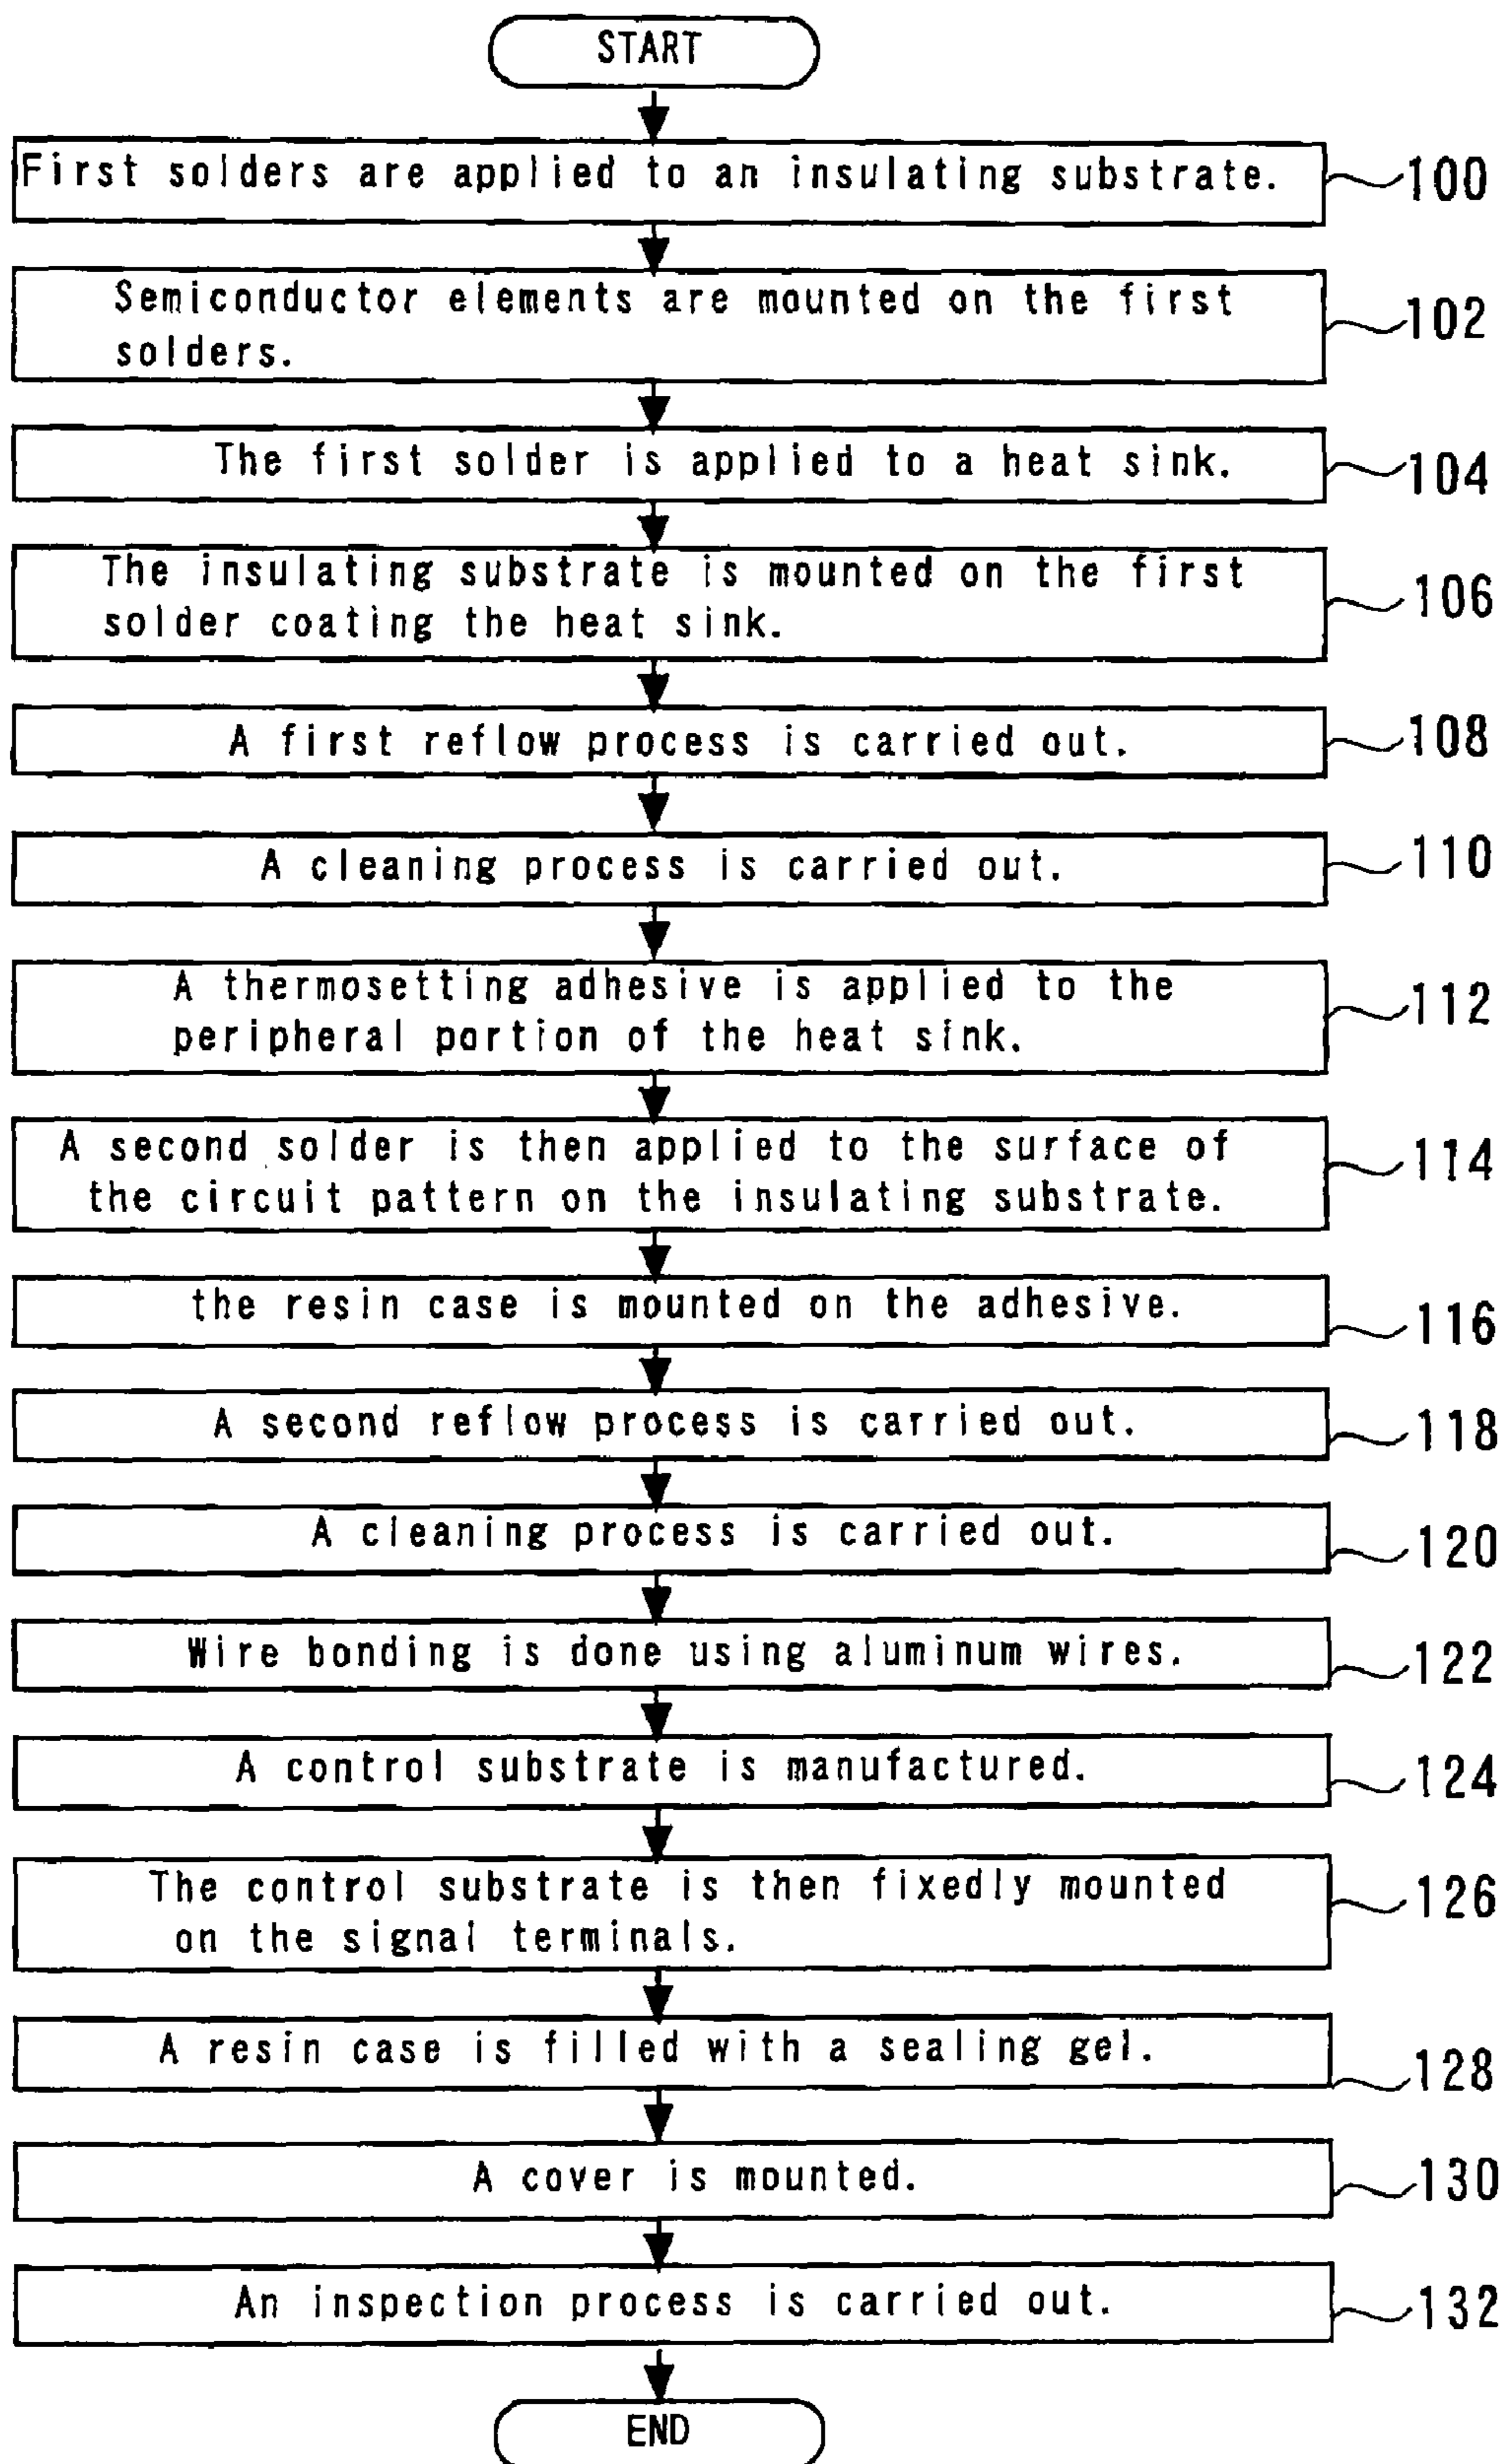 START
First solders are applied to an insulating substrate.
100
Semiconductor elements are mounted on the first
solders.
102
The first solder is applied to a heat sink.
104
The insulating substrate is mounted on the first
solder coating the heat sink.
106
A first reflow process is carried out.
108
A cleaning process is carried out.
110
A thermosetting adhesive is applied to the
peripheral portion of the heat sink.
112
A second solder is then applied to the surface of
the circuit pattern on the insulating substrate.
114
the resin case is mounted on the adhesive.
116
A second reflow process is carried out.
118
A cleaning process is carried out.
120
Wire bonding is done using aluminum wires.
122
A control substrate is manufactured.
124
The control substrate is then fixedly mounted
on the signal terminals.
126
A resin case is filled with a sealing gel.
128
A cover is mounted.
130
An inspection process is carried out.
132
END